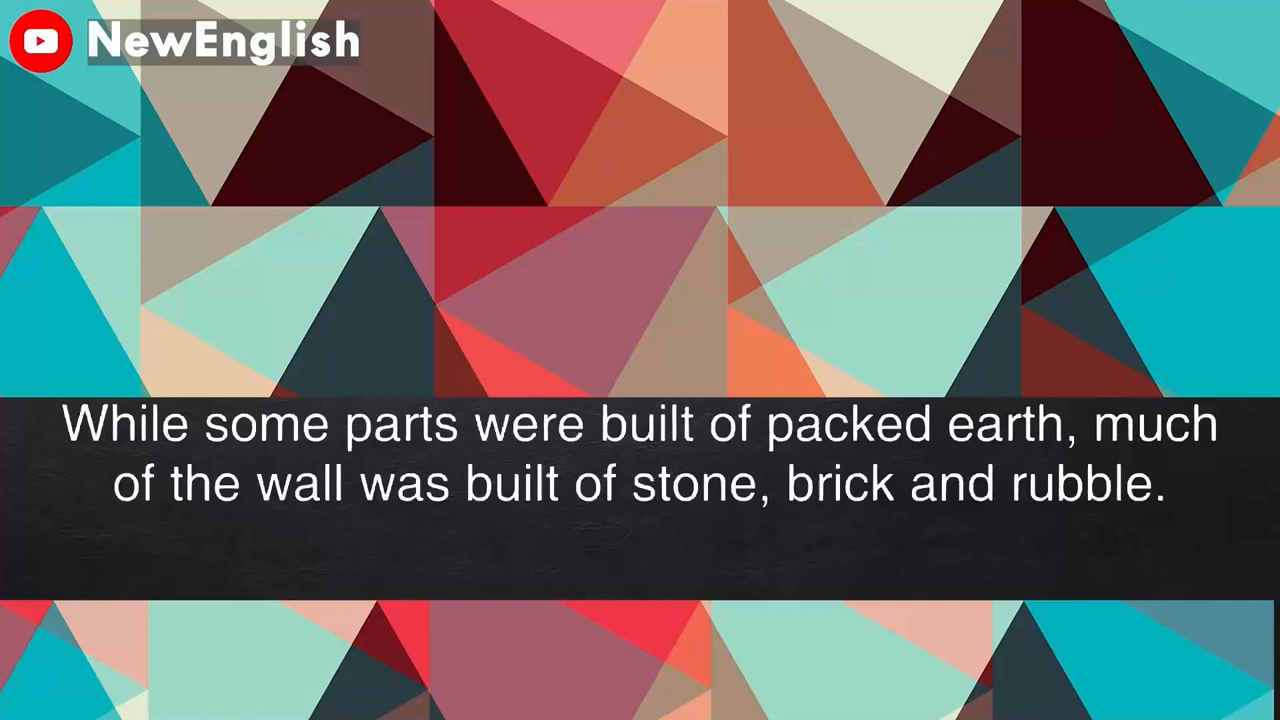 NewEnglish
While some parts were built of packed earth, much
of the wall was built of stone, brick and rubble.